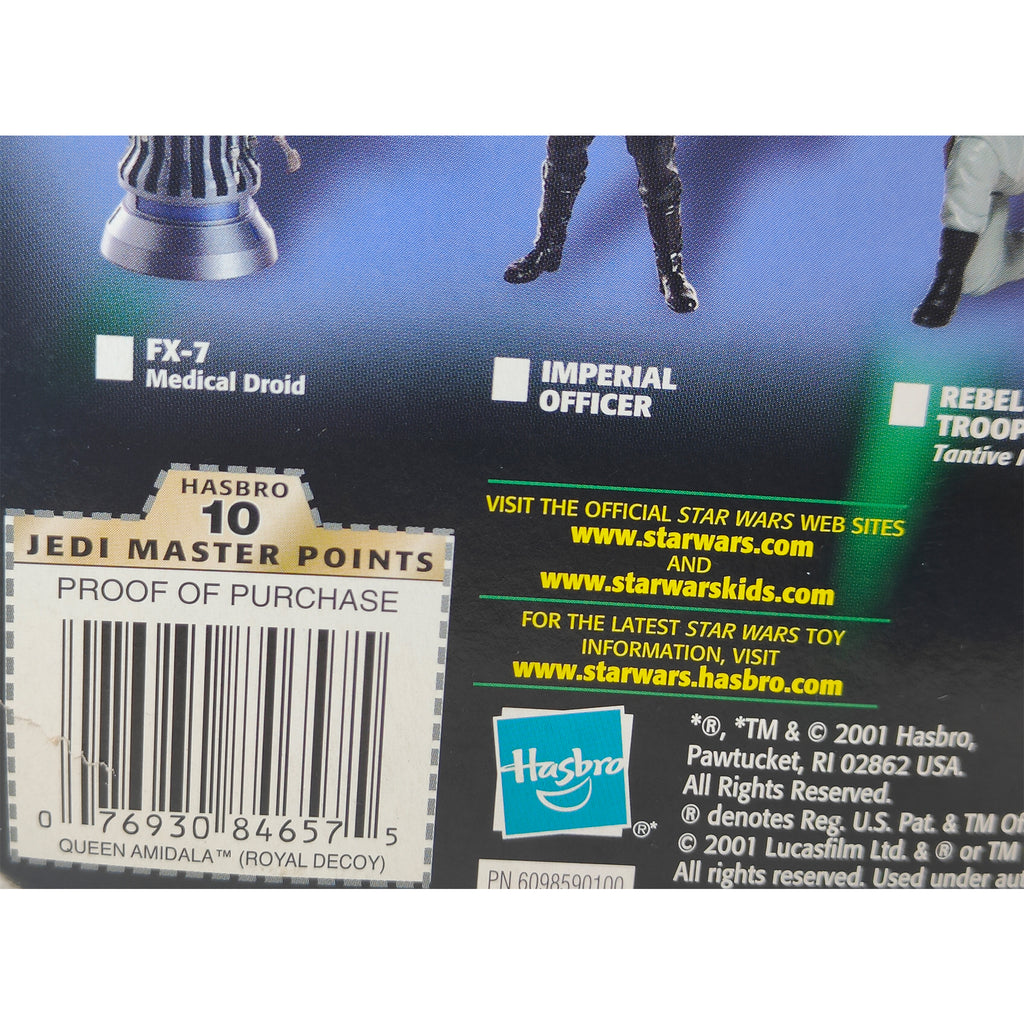 FX-7
Medical Droid
IMPERIAL
OFFICER
REBEL
TROOP
Tantive
HASBRO
10
JEDI MASTER POINTS
PROOF OF PURCHASE
0 76930 84657 5
QUEEN AMIDALA™ (ROYAL DECOY)
VISIT THE OFFICIAL STAR WARS WEB SITES
www.starwars.com
AND
www.starwarskids.com
FOR THE LATEST STAR WARS TOY
INFORMATION, VISIT
www.starwars.hasbro.com
Hasbro
®*
PN 6098590100
*®, *TM & © 2001 Hasbro,
Pawtucket, RI 02862 USA.
All Rights Reserved.
® denotes Reg. U.S. Pat. & TM Of
© 2001 Lucasfilm Ltd. & ® or TM
All rights reserved. Used under